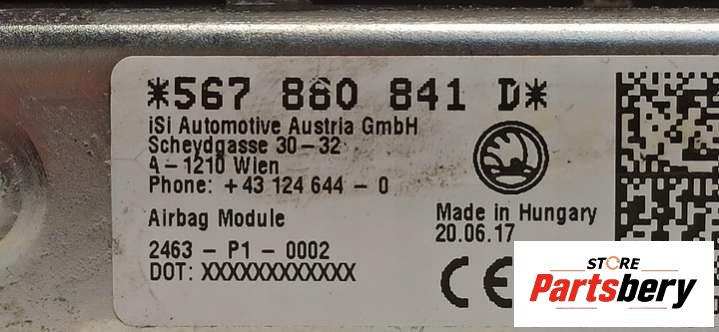 *567 880 841 D*
iSi Automotive Austria GmbH
Scheydgasse 30-32
A-1210 Wien
Phone: +43 124 644-0
Airbag Module
2463-P1-0002
DOT: XXXXXXXXXXXXX
Made in Hungary
20.06.17
CE
STORE
Partsbery